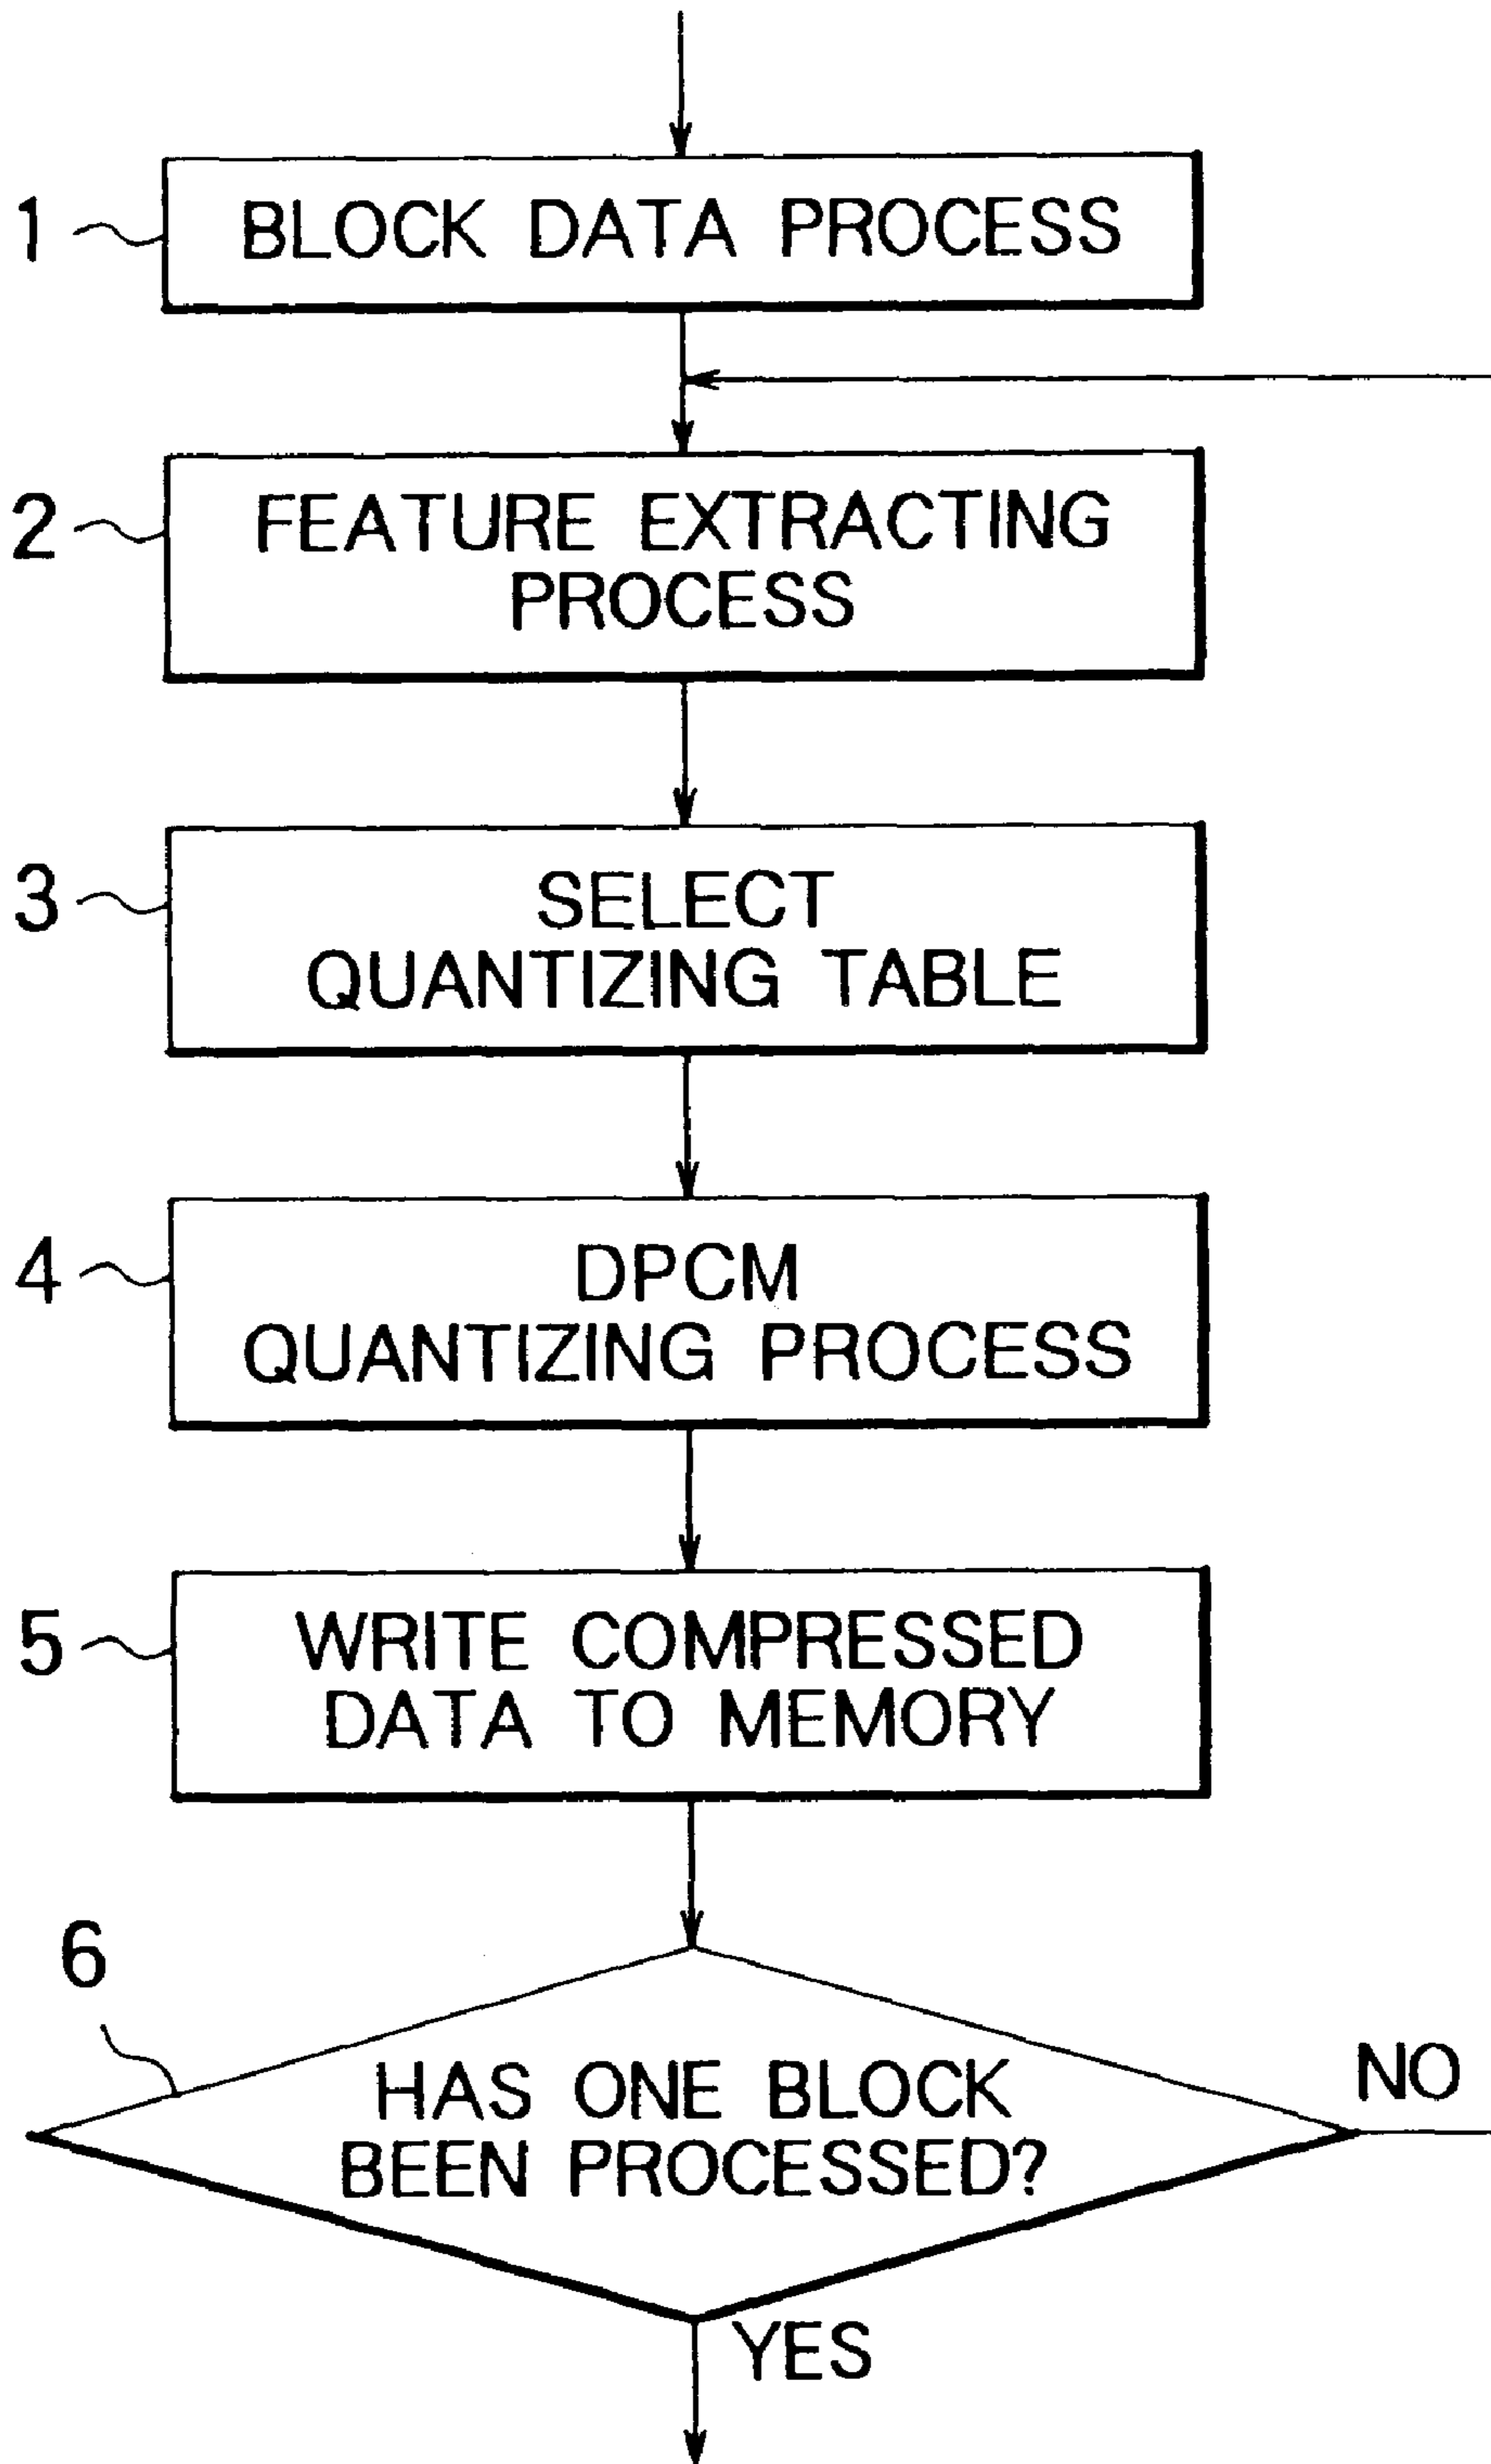 1 BLOCK DATA PROCESS
2 FEATURE EXTRACTING
PROCESS
3 SELECT
QUANTIZING TABLE
4 DPCM
QUANTIZING PROCESS
5 WRITE COMPRESSED
DATA TO MEMORY
6
HAS ONE BLOCK
BEEN PROCESSED?
NO
YES